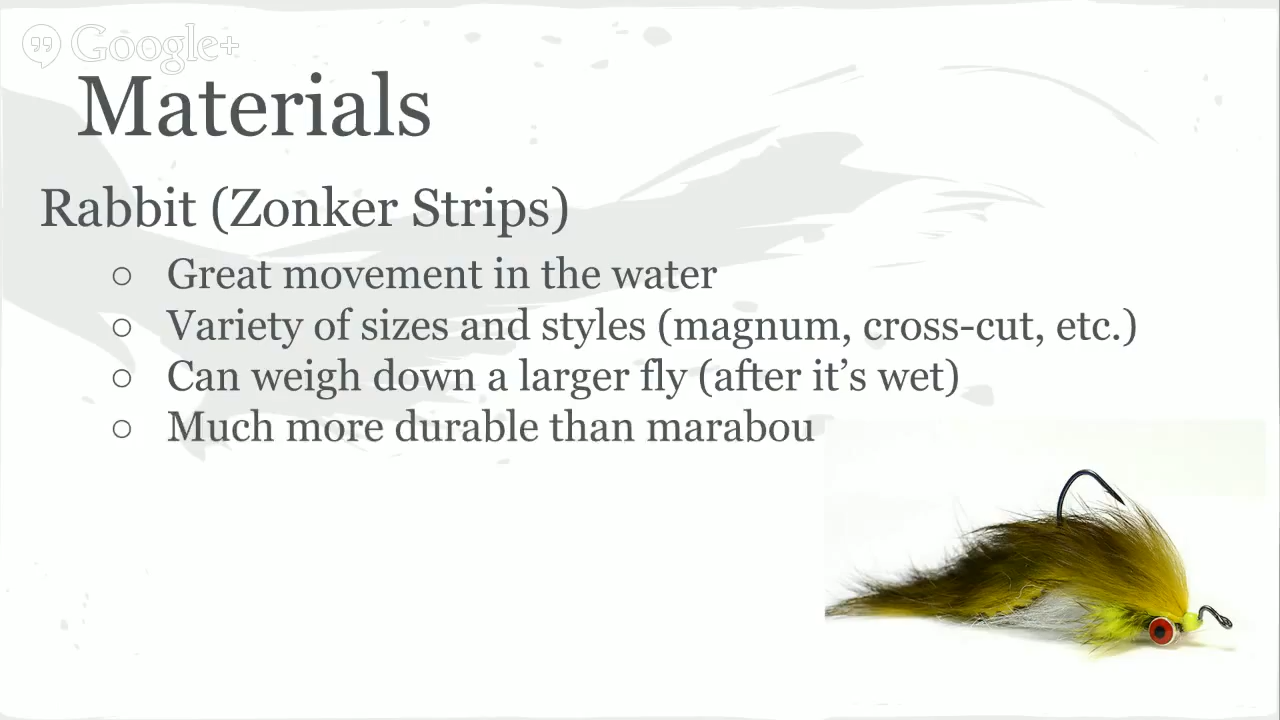 Google+
Materials
Rabbit (Zonker Strips)
○ Great movement in the water
○ Variety of sizes and styles (magnum, cross-cut, etc.)
○ Can weigh down a larger fly (after it’s wet)
○ Much more durable than marabou